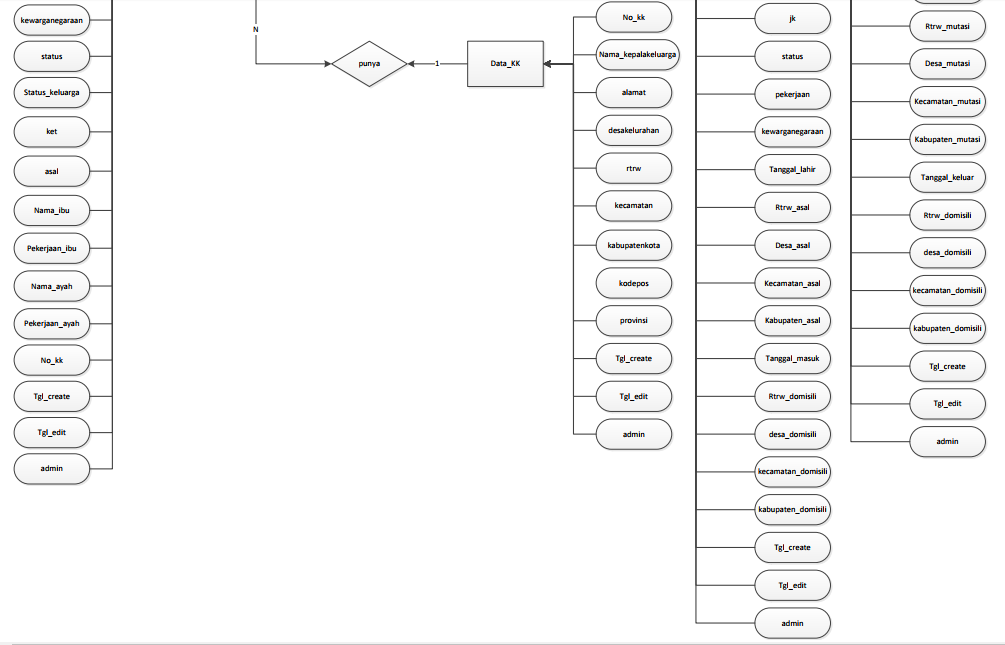 kewarganegaraan
status
Status_keluarga
ket
asal
Nama_ibu
Pekerjaan_ibu
Nama_ayah
Pekerjaan_ayah
No_kk
Tgl_create
Tgl_edit
admin
N
punya
1
Data_KK
No_kk
Nama_kepalakeluarga
alamat
desakelurahan
rtrw
kecamatan
kabupatenkota
kodepos
provinsi
Tgl_create
Tgl_edit
admin
jk
status
pekerjaan
kewarganegaraan
Tanggal_lahir
Rtrw_asal
Desa_asal
Kecamatan_asal
Kabupaten_asal
Tanggal_masuk
Rtrw_domisili
desa_domisili
kecamatan_domisili
kabupaten_domisili
Tgl_create
Tgl_edit
admin
Rtrw_mutasi
Desa_mutasi
Kecamatan_mutasi
Kabupaten_mutasi
Tanggal_keluar
Rtrw_domisili
desa_domisili
kecamatan_domisili
kabupaten_domisili
Tgl_create
Tgl_edit
admin